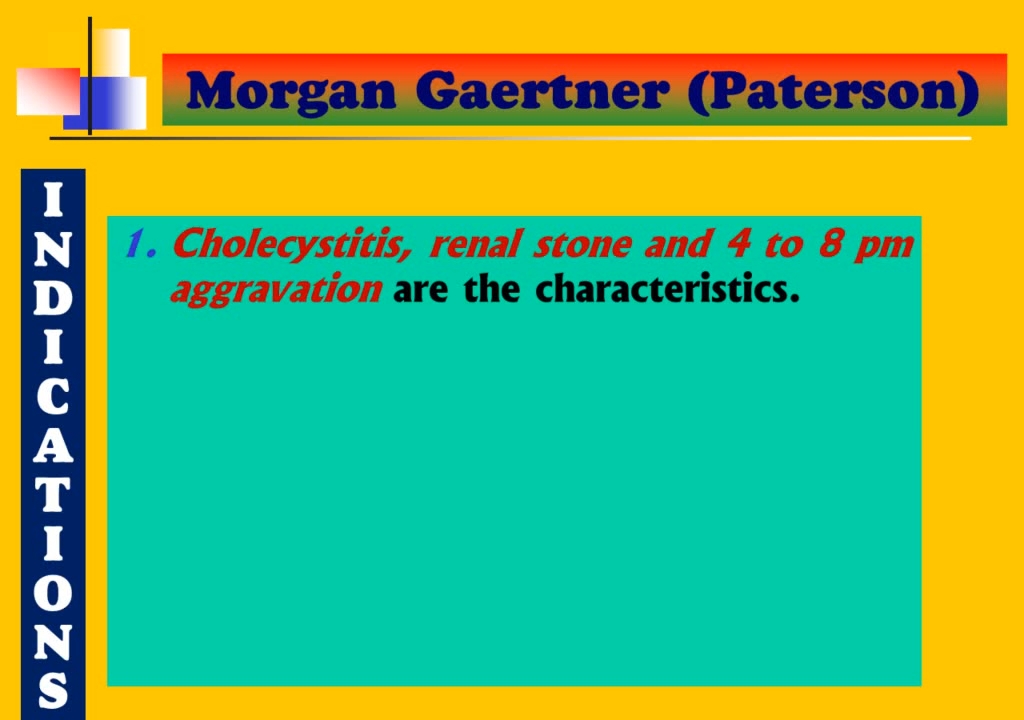 Morgan Gaertner (Paterson)
INDICATIONS
1. Cholecystitis, renal stone and 4 to 8 pm
aggravation are the characteristics.